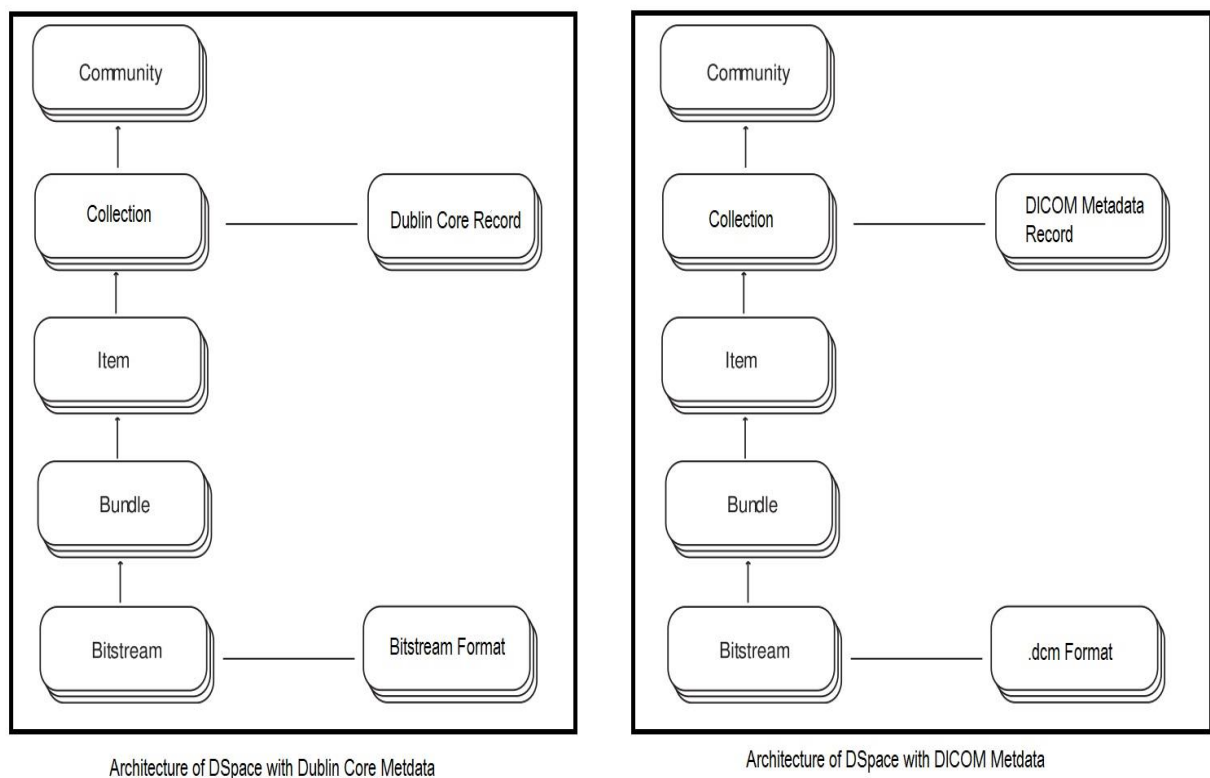 Community
Collection
Dublin Core Record
Item
Bundle
Bitstream
Bitstream Format
Architecture of DSpace with Dublin Core Metdata
Community
Collection
DICOM Metadata
Record
Item
Bundle
Bitstream
.dcm Format
Architecture of DSpace with DICOM Metdata